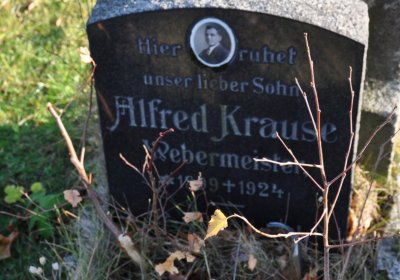 Hier ruhet
unser lieber Sohn
Alfred Krause
Webermeister
† 1924